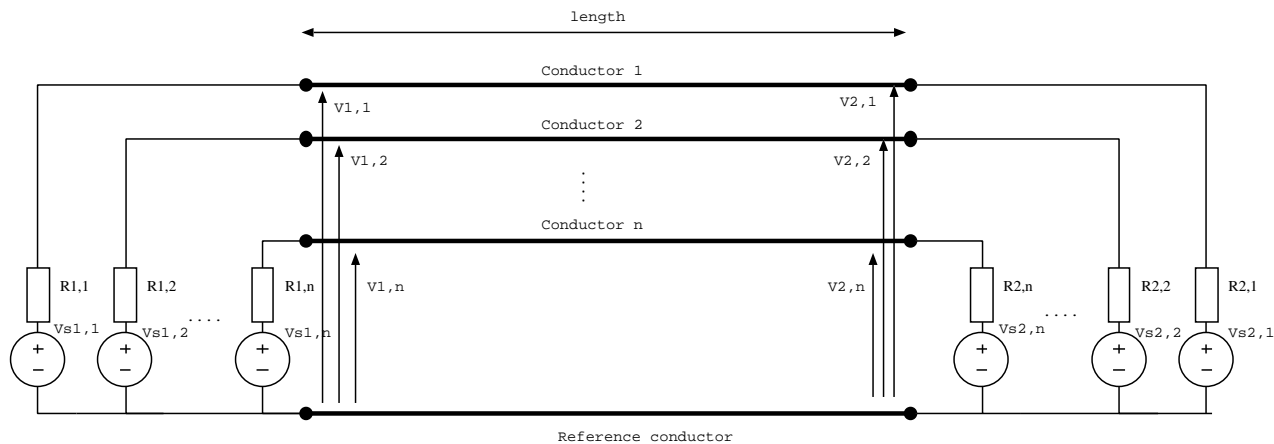 length
Conductor 1
V1,1
V2,1
Conductor 2
V1,2
V2,2
Conductor n
V1,n
V2,n
R1,1
R1,2
R1,n
R2,n
R2,2
R2,1
Vs1,1
Vs1,2
....
Vs1,n
Vs2,n
....
Vs2,2
Vs2,1
+
+
+
+
+
+
−
−
−
−
−
−
Reference conductor